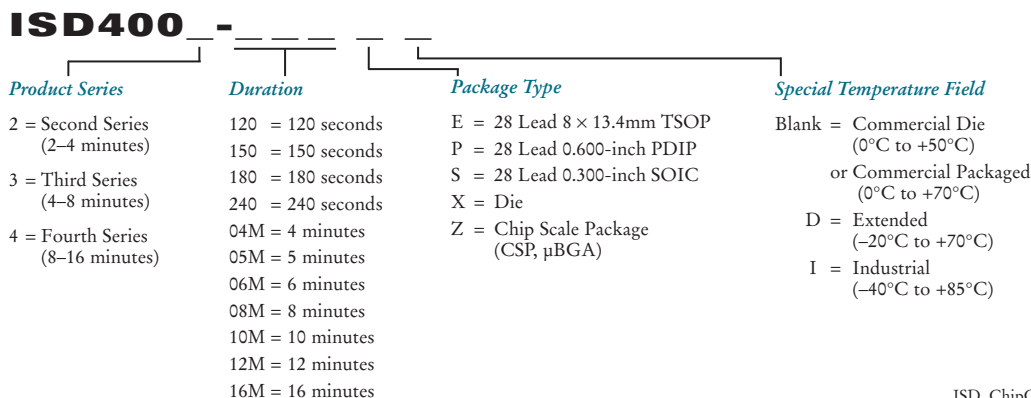 ISD400_-_ _ _ _ _
Product Series
2 = Second Series
(2–4 minutes)
3 = Third Series
(4–8 minutes)
4 = Fourth Series
(8–16 minutes)
Duration
120 = 120 seconds
150 = 150 seconds
180 = 180 seconds
240 = 240 seconds
04M = 4 minutes
05M = 5 minutes
06M = 6 minutes
08M = 8 minutes
10M = 10 minutes
12M = 12 minutes
16M = 16 minutes
Package Type
E = 28 Lead 8 × 13.4mm TSOP
P = 28 Lead 0.600-inch PDIP
S = 28 Lead 0.300-inch SOIC
X = Die
Z = Chip Scale Package
(CSP, µBGA)
Special Temperature Field
Blank = Commercial Die
(0°C to +50°C)
or Commercial Packaged
(0°C to +70°C)
D = Extended
(–20°C to +70°C)
I = Industrial
(–40°C to +85°C)